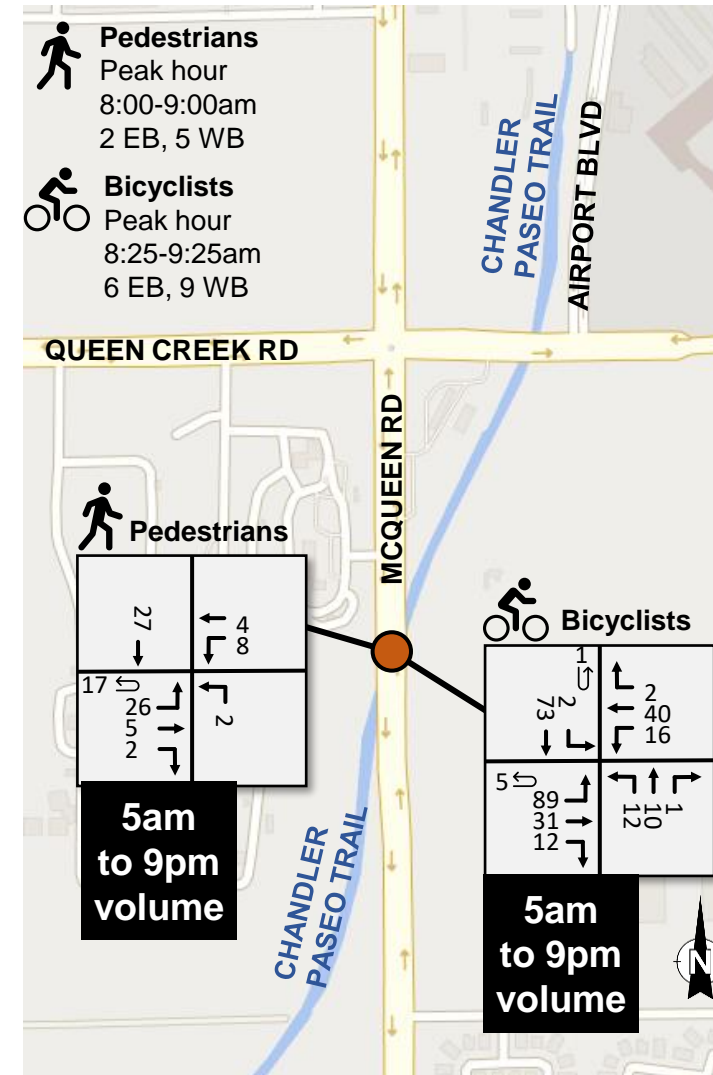 Pedestrians
Peak hour
8:00-9:00am
2 EB, 5 WB
Bicyclists
Peak hour
8:25-9:25am
6 EB, 9 WB
CHANDLER
PASEO TRAIL
AIRPORT BLVD
QUEEN CREEK RD
MCQUEEN RD
Pedestrians
27
4
8
17
26
5
2
2
5am
to 9pm
volume
Bicyclists
1
2
73
2
40
16
5
89
31
12
12
10
1
5am
to 9pm
volume
CHANDLER
PASEO TRAIL
N